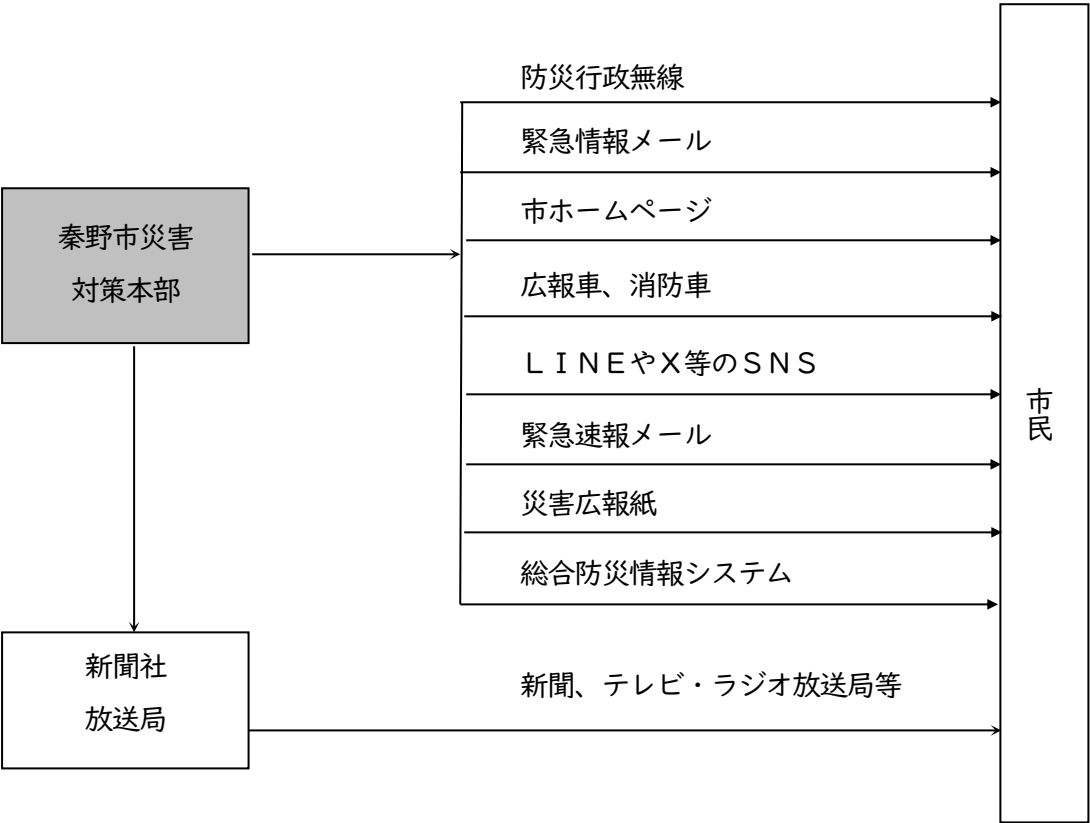 防災行政無線
緊急情報メール
市ホームページ
秦野市災害
対策本部
広報車、消防車
ＬＩＮＥやＸ等のＳＮＳ
市民
緊急速報メール
災害広報紙
総合防災情報システム
新聞社
放送局
新聞、テレビ・ラジオ放送局等